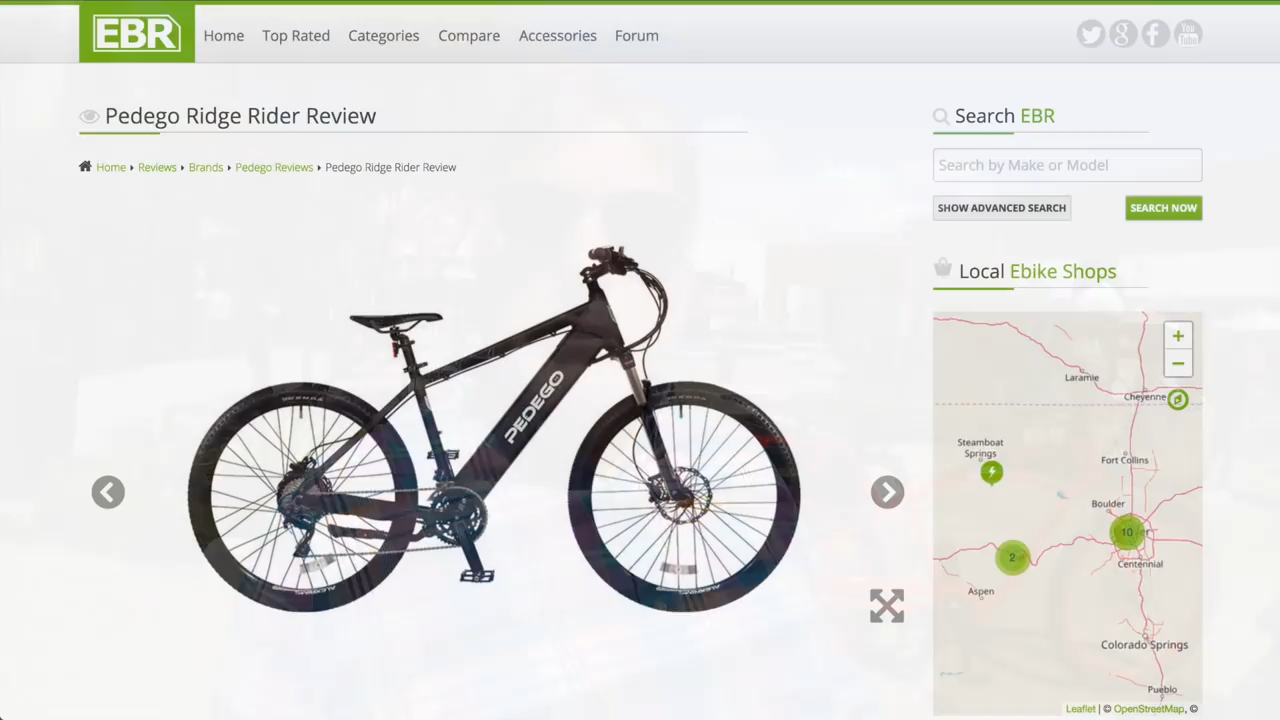 EBR
Home Top Rated Categories Compare Accessories Forum
You
Tube
Pedego Ridge Rider Review
Home Reviews Brands Pedego Reviews Pedego Ridge Rider Review
PEDEGO
Search EBR
Search by Make or Model
SHOW ADVANCED SEARCH SEARCH NOW
Local Ebike Shops
+
−
Laramie
Cheyenne
Steamboat
Springs
Fort Collins
Boulder
10
2
Centennial
Aspen
Colorado Springs
Pueblo
Leaflet | © OpenStreetMap, ©